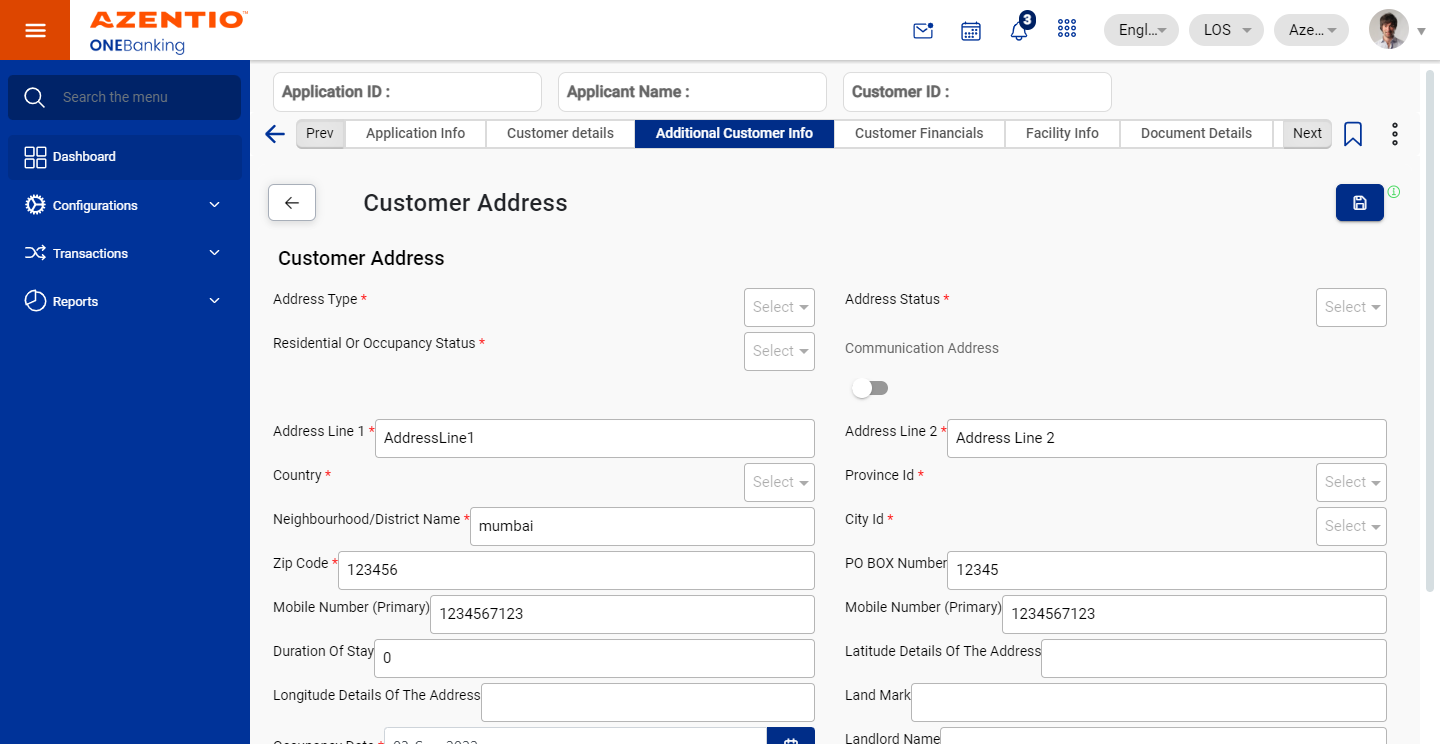 AZENTIO™
ONEBanking
3
Engl...
LOS
Aze...
Search the menu
Dashboard
Configurations
Transactions
Reports
Application ID :
Applicant Name :
Customer ID :
Prev
Application Info
Customer details
Additional Customer Info
Customer Financials
Facility Info
Document Details
Next
Customer Address
Customer Address
Address Type *
Select
Address Status *
Select
Residential Or Occupancy Status *
Select
Communication Address
Address Line 1 *
AddressLine1
Address Line 2 *
Address Line 2
Country *
Select
Province Id *
Select
Neighbourhood/District Name *
mumbai
City Id *
Select
Zip Code *
123456
PO BOX Number
12345
Mobile Number (Primary)
1234567123
Mobile Number (Primary)
1234567123
Duration Of Stay
0
Latitude Details Of The Address
Longitude Details Of The Address
Land Mark
Occupancy Date *
Landlord Name